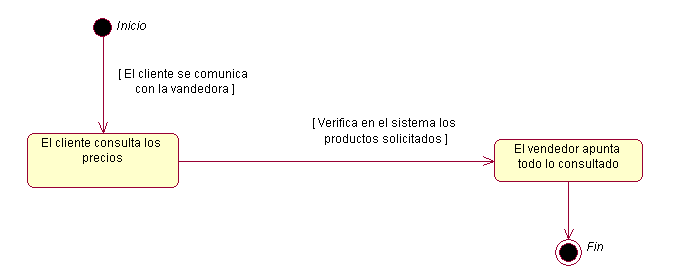 Inicio
[ El cliente se comunica
con la vandedora ]
El cliente consulta los
precios
[ Verifica en el sistema los
productos solicitados ]
El vendedor apunta
todo lo consultado
Fin